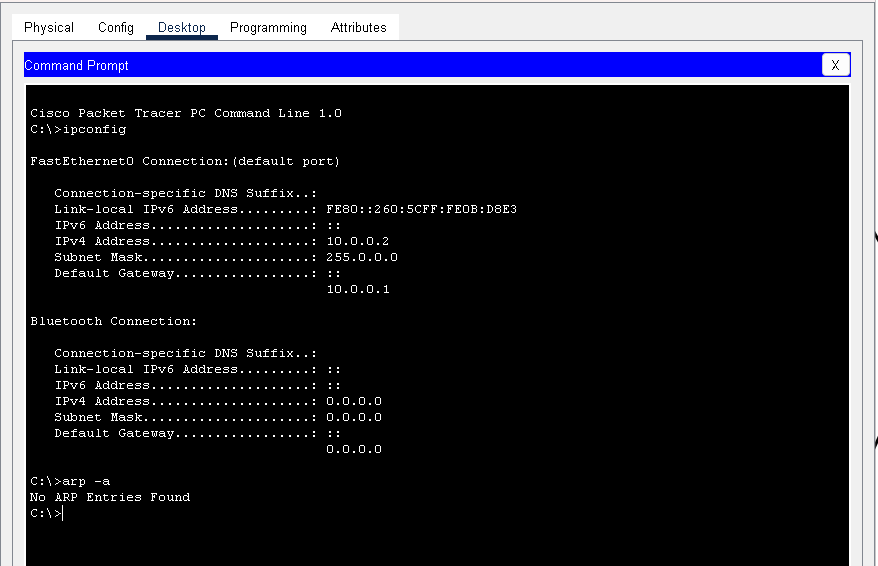 Physical Config Desktop Programming Attributes
Command Prompt X
Cisco Packet Tracer PC Command Line 1.0
C:\>ipconfig
FastEthernet0 Connection:(default port)
Connection-specific DNS Suffix..:
Link-local IPv6 Address.........: FE80::260:5CFF:FE0B:D8E3
IPv6 Address....................: ::
IPv4 Address....................: 10.0.0.2
Subnet Mask.....................: 255.0.0.0
Default Gateway.................: ::
10.0.0.1
Bluetooth Connection:
Connection-specific DNS Suffix..:
Link-local IPv6 Address.........: ::
IPv6 Address....................: ::
IPv4 Address....................: 0.0.0.0
Subnet Mask.....................: 0.0.0.0
Default Gateway.................: ::
0.0.0.0
C:\>arp -a
No ARP Entries Found
C:\>